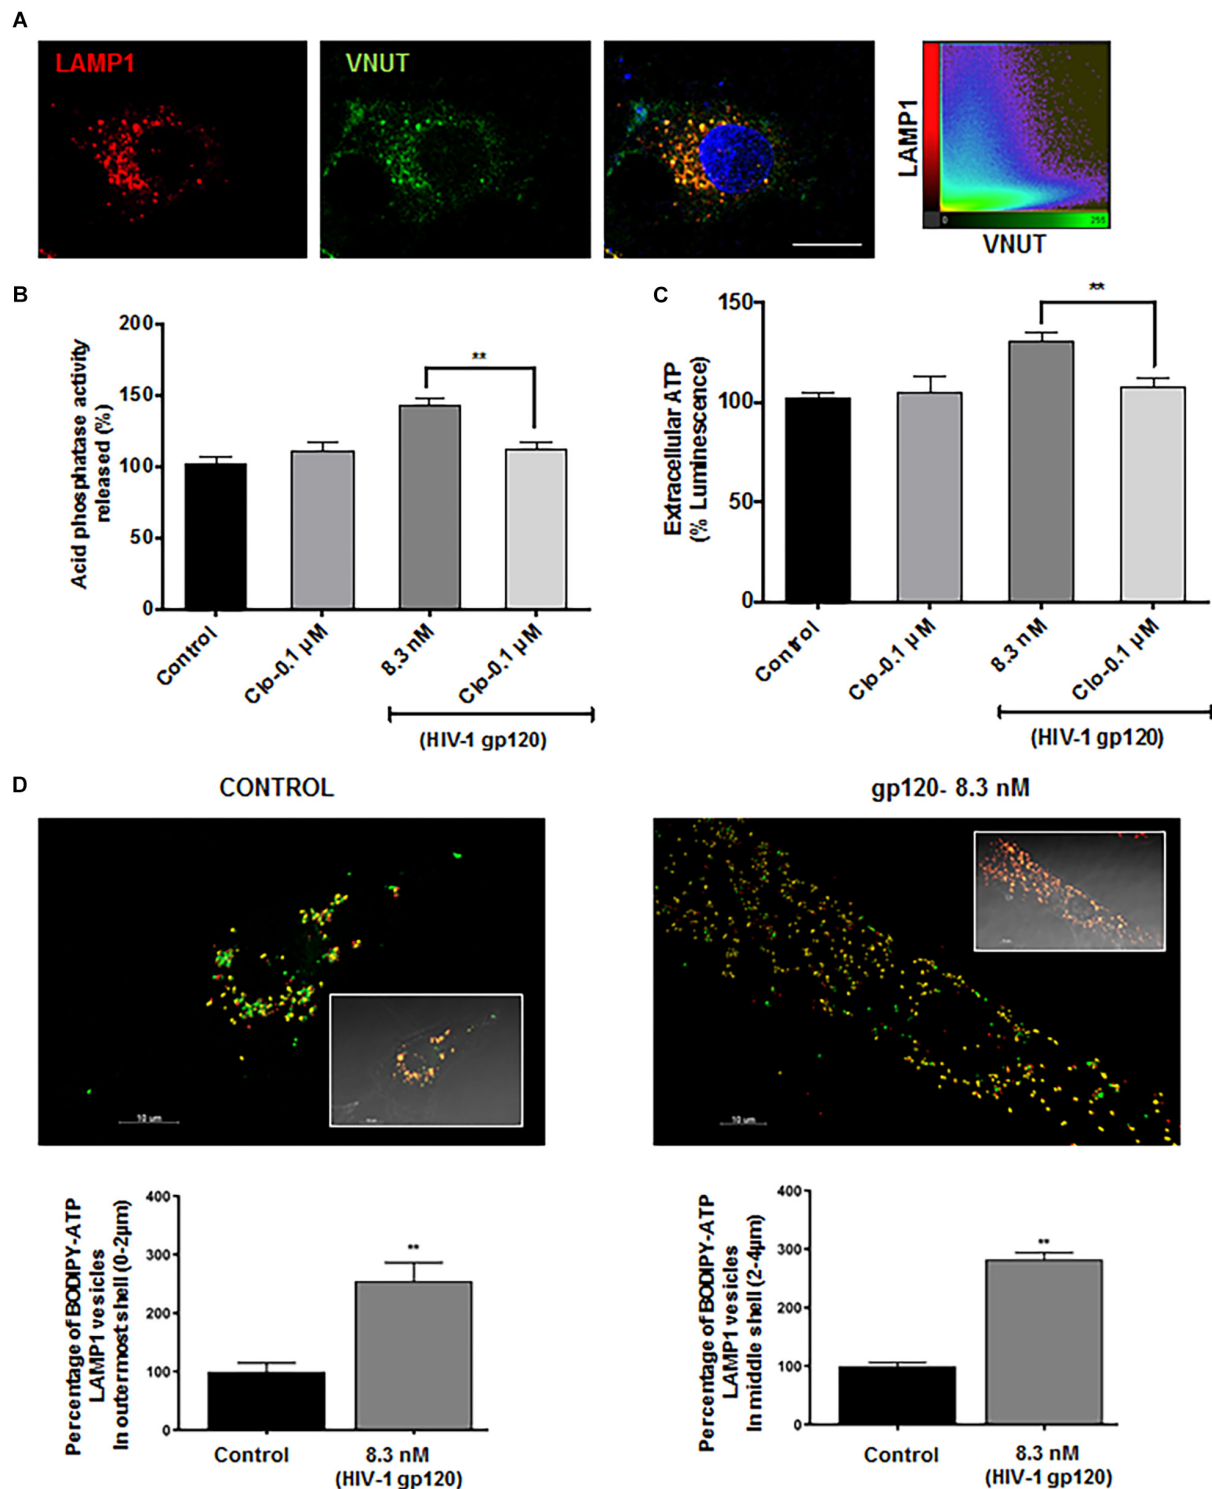 A
LAMP1
VNUT
LAMP1
0
255
VNUT
B
Acid phosphatase activity
released (%)
200
150
100
50
0
**
Control
Clo-0.1 µM
8.3 nM
Clo-0.1 µM
(HIV-1 gp120)
C
Extracellular ATP
(% Luminescence)
150
100
50
0
**
Control
Clo-0.1 µM
8.3 nM
Clo-0.1 µM
(HIV-1 gp120)
D
CONTROL
gp120- 8.3 nM
10 µm
10 µm
Percentage of BODIPY-ATP
LAMP1 vesicles
In outermost shell (0-2µm)
400
300
200
100
0
**
Control
8.3 nM
(HIV-1 gp120)
Percentage of BODIPY-ATP
LAMP1 vesicles
In middle shell (2-4µm)
400
300
200
100
0
**
Control
8.3 nM
(HIV-1 gp120)